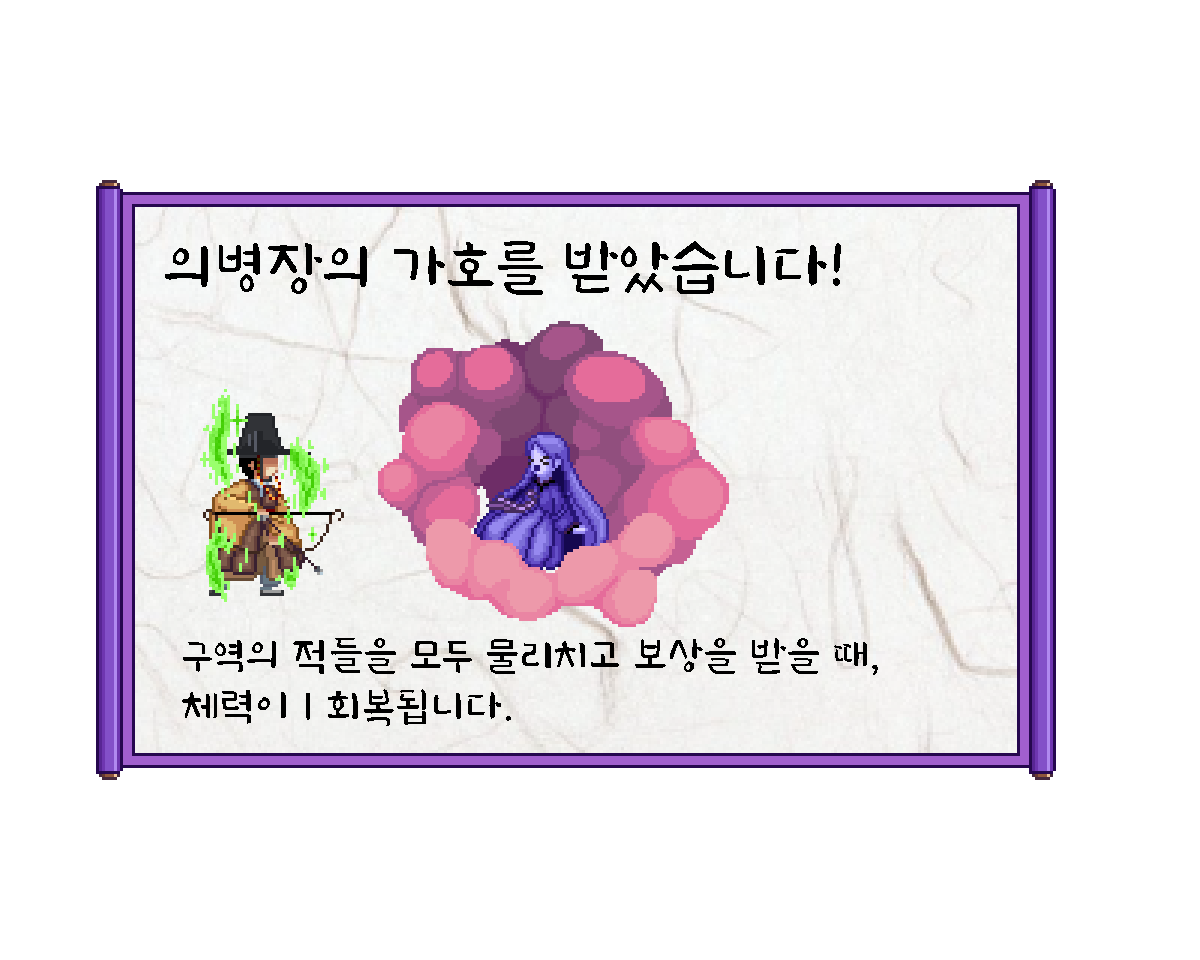 의병장의 가호를 받았습니다!
구역의 적들을 모두 물리치고 보상을 받을 때,
체력이 1 회복됩니다.